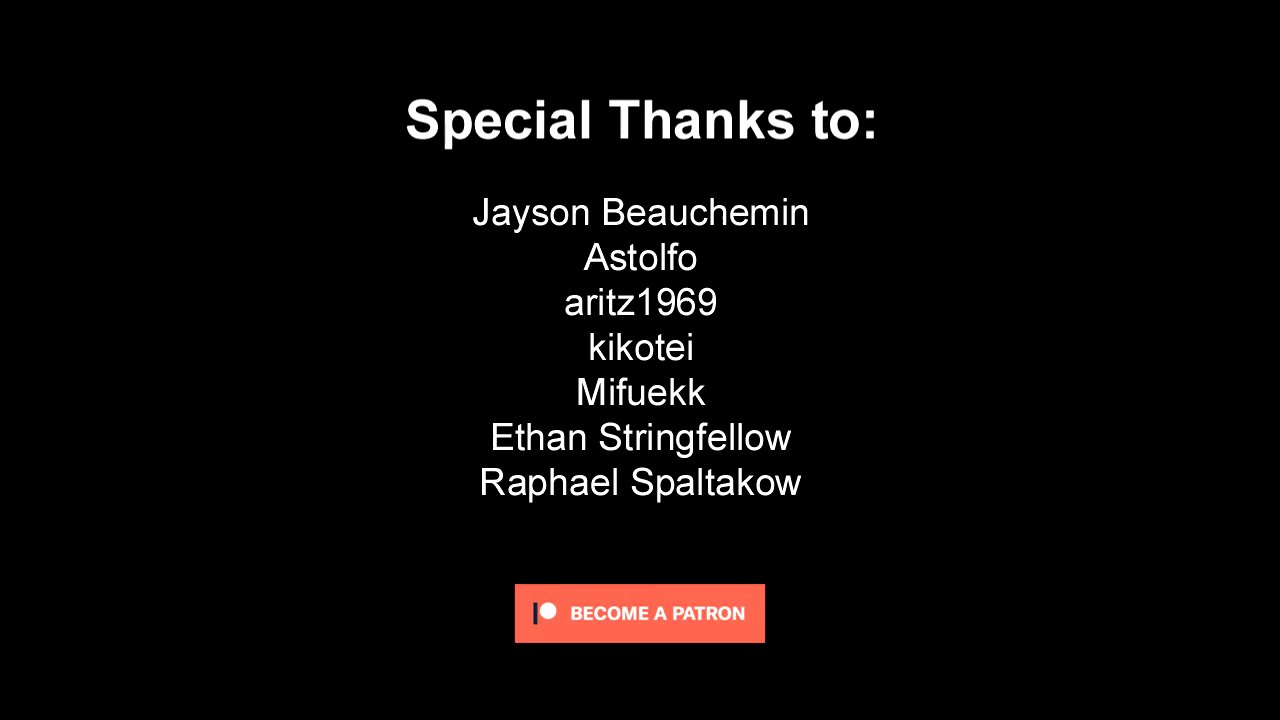 Special Thanks to:
Jayson Beauchemin
Astolfo
aritz1969
kikotei
Mifuekk
Ethan Stringfellow
Raphael Spaltakow
BECOME A PATRON